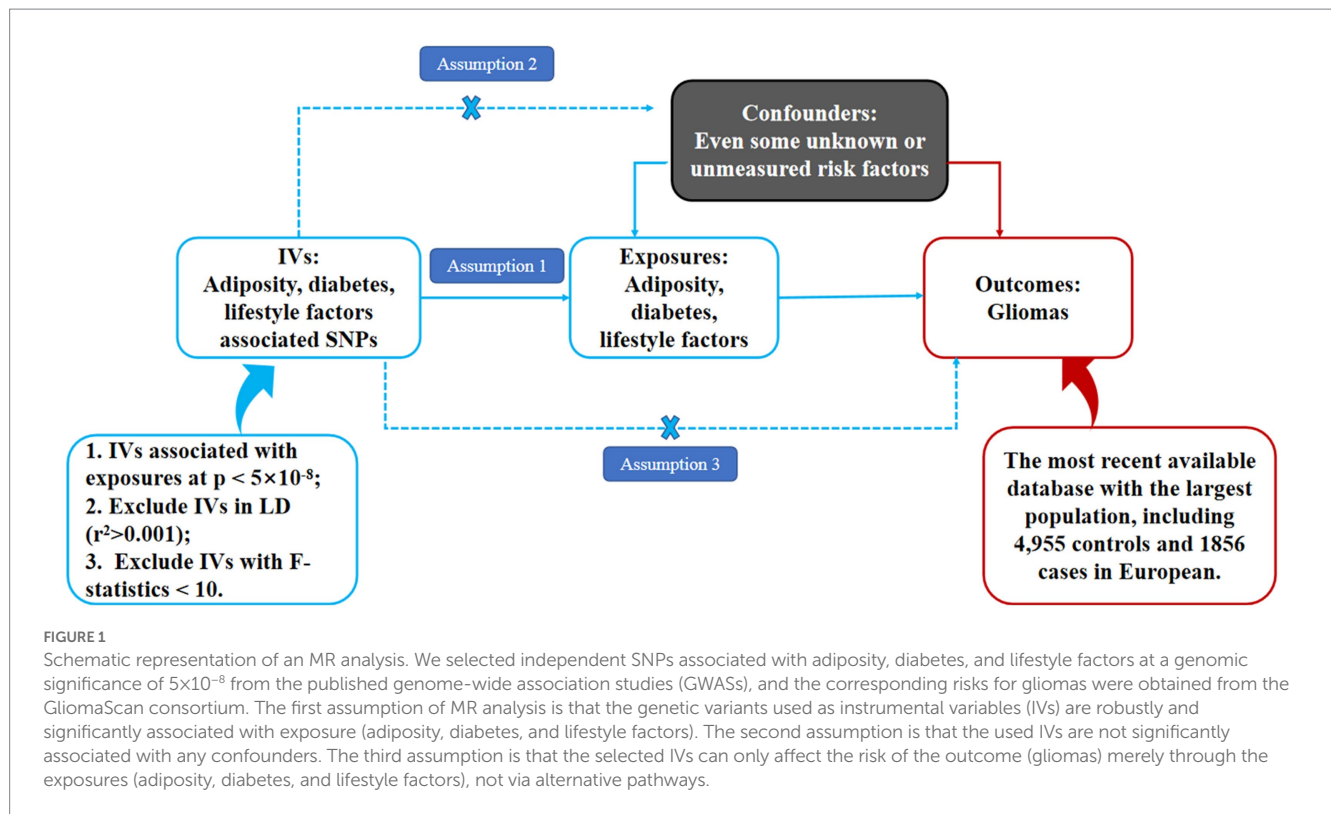 Assumption 2
Confounders:
Even some unknown or
unmeasured risk factors
IVs:
Adiposity, diabetes,
lifestyle factors
associated SNPs
Assumption 1
Exposures:
Adiposity,
diabetes,
lifestyle factors
Outcomes:
Gliomas
Assumption 3
1. IVs associated with
exposures at p < 5×10⁻⁸;
2. Exclude IVs in LD
(r²>0.001);
3. Exclude IVs with F-
statistics < 10.
The most recent available
database with the largest
population, including
4,955 controls and 1856
cases in European.
FIGURE 1
Schematic representation of an MR analysis. We selected independent SNPs associated with adiposity, diabetes, and lifestyle factors at a genomic
significance of 5×10⁻⁸ from the published genome-wide association studies (GWASs), and the corresponding risks for gliomas were obtained from the
GliomaScan consortium. The first assumption of MR analysis is that the genetic variants used as instrumental variables (IVs) are robustly and
significantly associated with exposure (adiposity, diabetes, and lifestyle factors). The second assumption is that the used IVs are not significantly
associated with any confounders. The third assumption is that the selected IVs can only affect the risk of the outcome (gliomas) merely through the
exposures (adiposity, diabetes, and lifestyle factors), not via alternative pathways.